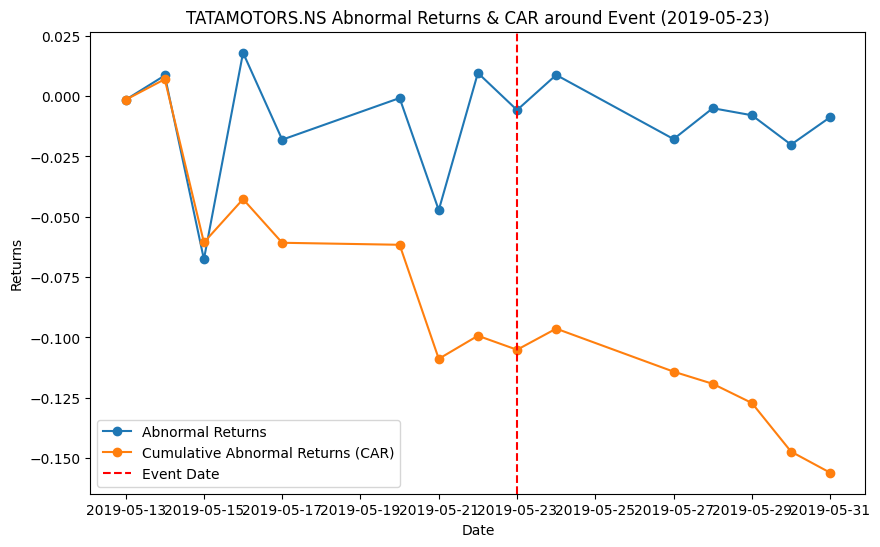 TATAMOTORS.NS Abnormal Returns & CAR around Event (2019-05-23)
0.025
0.000
−0.025
−0.050
−0.075
−0.100
−0.125
−0.150
Returns
Abnormal Returns
Cumulative Abnormal Returns (CAR)
Event Date
2019-05-13 2019-05-15 2019-05-17 2019-05-19 2019-05-21 2019-05-23 2019-05-25 2019-05-27 2019-05-29 2019-05-31
Date